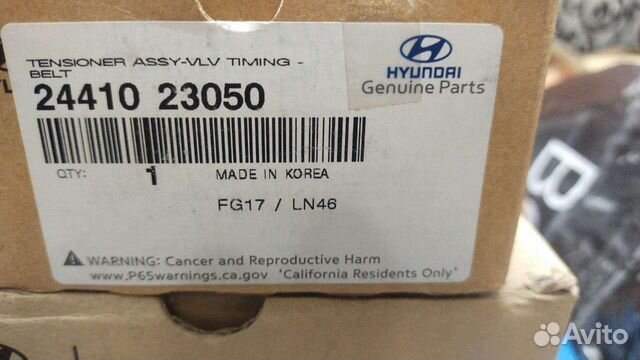 TENSIONER ASSY-VLV TIMING -
BELT
24410 23050
HYUNDAI
Genuine Parts
QTY: 1 MADE IN KOREA
FG17 / LN46
WARNING: Cancer and Reproductive Harm
www.P65warnings.ca.gov "California Residents Only"
B
Avito